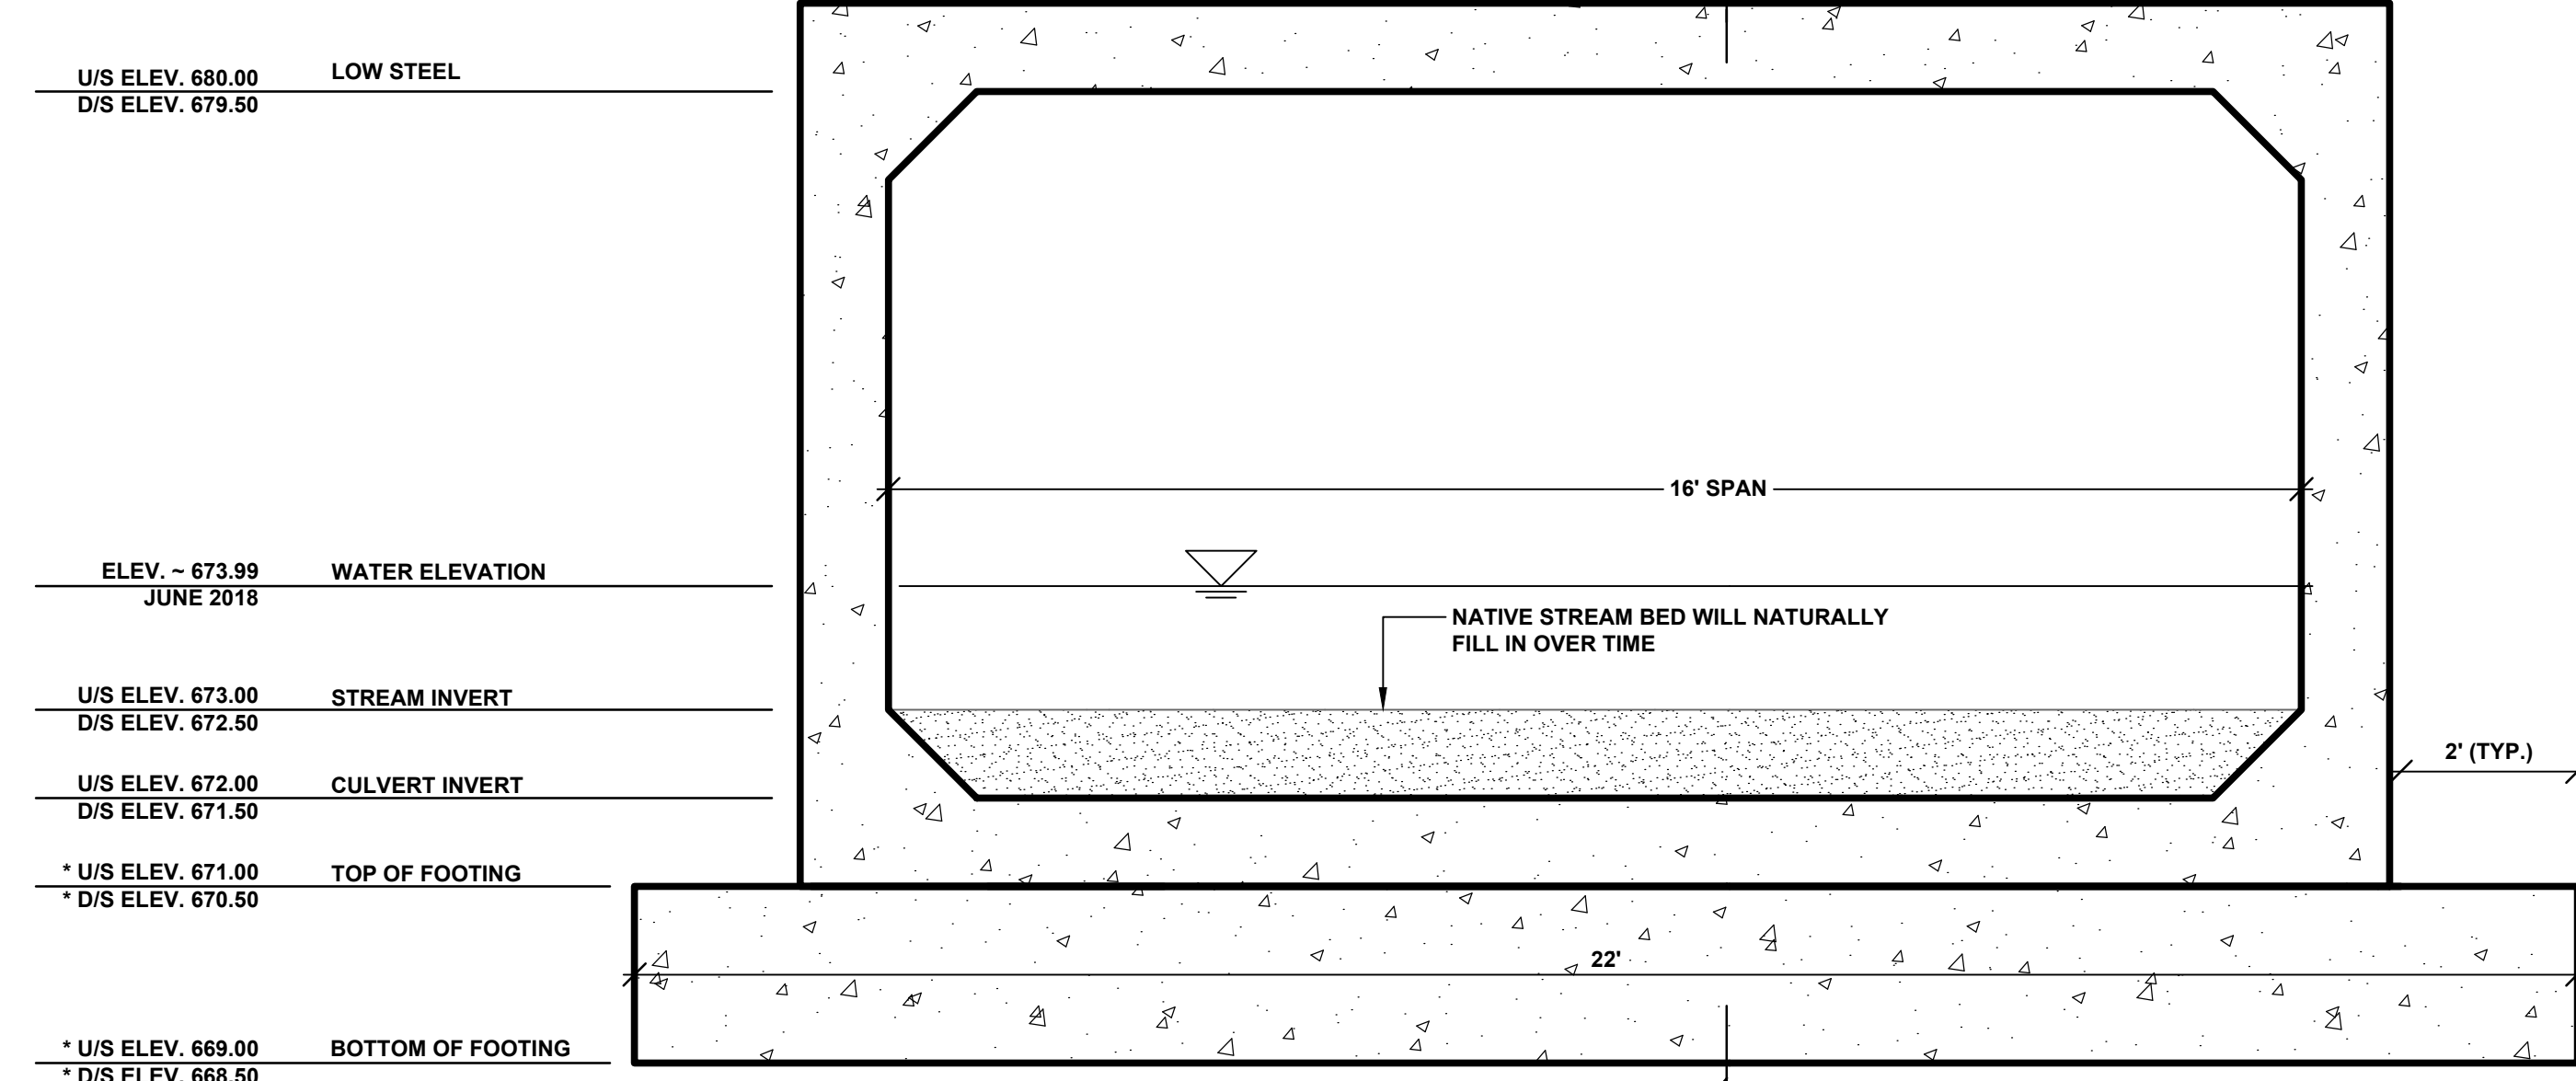 U/S ELEV. 680.00 LOW STEEL
D/S ELEV. 679.50
16' SPAN
ELEV. ~ 673.99 WATER ELEVATION
JUNE 2018
NATIVE STREAM BED WILL NATURALLY
FILL IN OVER TIME
U/S ELEV. 673.00 STREAM INVERT
D/S ELEV. 672.50
2' (TYP.)
U/S ELEV. 672.00 CULVERT INVERT
D/S ELEV. 671.50
* U/S ELEV. 671.00 TOP OF FOOTING
* D/S ELEV. 670.50
22'
* U/S ELEV. 669.00 BOTTOM OF FOOTING
* D/S ELEV. 668.50